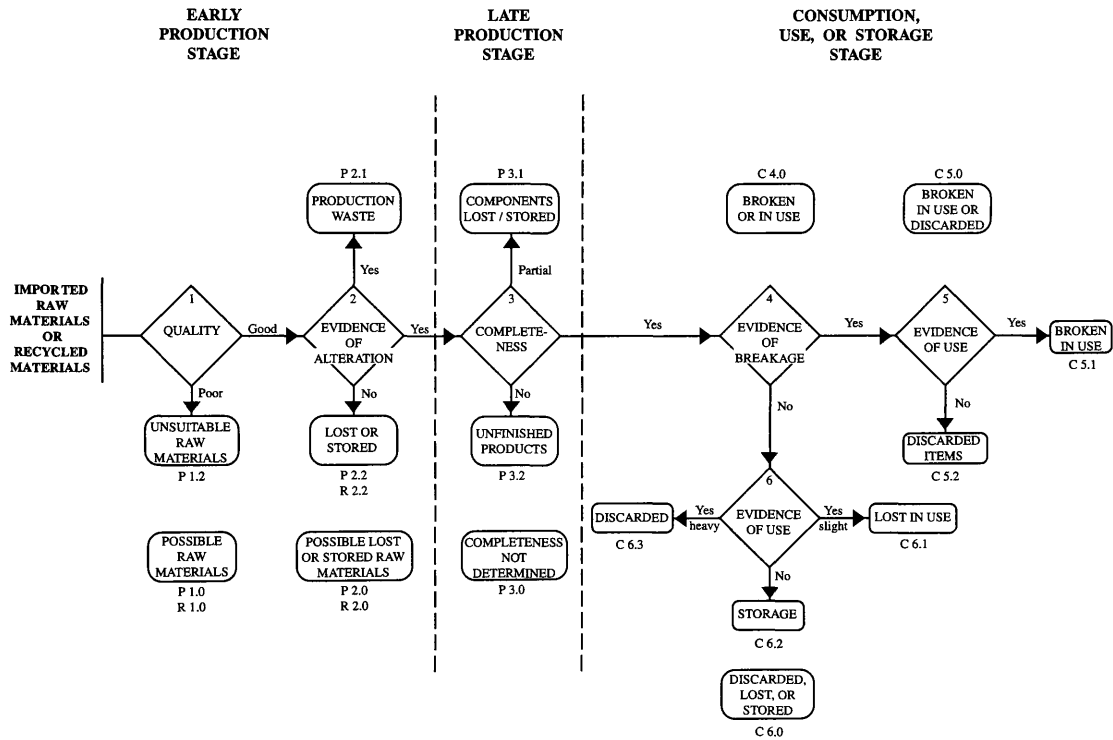 EARLY
PRODUCTION
STAGE
LATE
PRODUCTION
STAGE
CONSUMPTION,
USE, OR STORAGE
STAGE
P 2.1
PRODUCTION
WASTE
P 3.1
COMPONENTS
LOST / STORED
C 4.0
BROKEN
OR IN USE
C 5.0
BROKEN
IN USE OR
DISCARDED
Yes
Partial
IMPORTED
RAW
MATERIALS
OR
RECYCLED
MATERIALS
1
QUALITY
Good
2
EVIDENCE
OF
ALTERATION
Yes
3
COMPLETE-
NESS
Yes
4
EVIDENCE
OF
BREAKAGE
Yes
5
EVIDENCE
OF USE
Yes
BROKEN
IN USE
C 5.1
Poor
UNSUITABLE
RAW
MATERIALS
P 1.2
No
LOST OR
STORED
P 2.2
R 2.2
No
UNFINISHED
PRODUCTS
P 3.2
No
No
DISCARDED
ITEMS
C 5.2
6
EVIDENCE
OF USE
Yes
heavy
DISCARDED
C 6.3
Yes
slight
LOST IN USE
C 6.1
No
STORAGE
C 6.2
POSSIBLE
RAW
MATERIALS
P 1.0
R 1.0
POSSIBLE LOST
OR STORED RAW
MATERIALS
P 2.0
R 2.0
COMPLETENESS
NOT
DETERMINED
P 3.0
DISCARDED,
LOST, OR
STORED
C 6.0